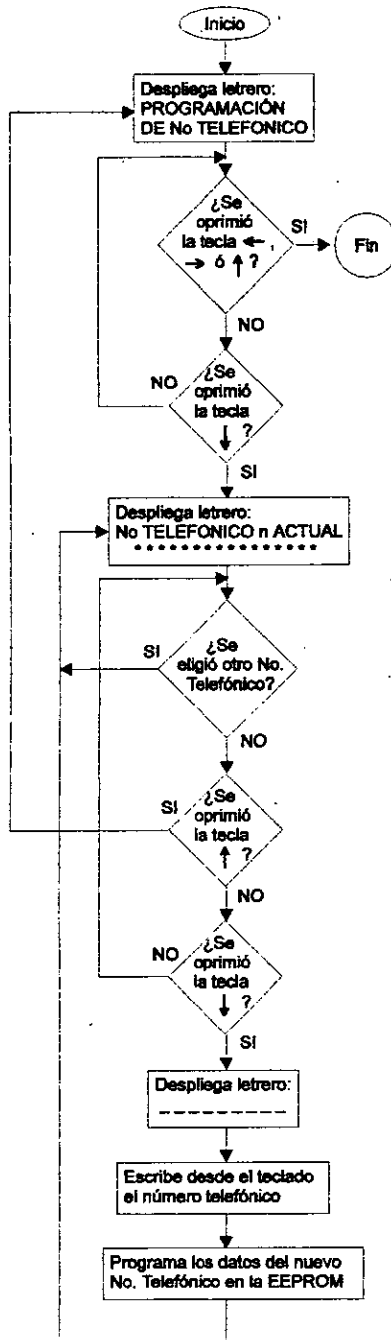 Inicio
Despliega letrero:
PROGRAMACIÓN
DE No TELEFONICO
¿Se
oprimió
la tecla ←,
→ ó ↑ ?
SI
Fin
NO
¿Se
oprimió
la tecla
↓ ?
NO
SI
Despliega letrero:
No TELEFONICO n ACTUAL
* * * * * * * * * * * * * * * *
¿Se
eligió otro No.
Telefónico?
SI
NO
¿Se
oprimió
la tecla
↑ ?
SI
NO
¿Se
oprimió
la tecla
↓ ?
NO
SI
Despliega letrero:
_ _ _ _ _ _ _ _ _ _
Escribe desde el teclado
el número telefónico
Programa los datos del nuevo
No. Telefónico en la EEPROM